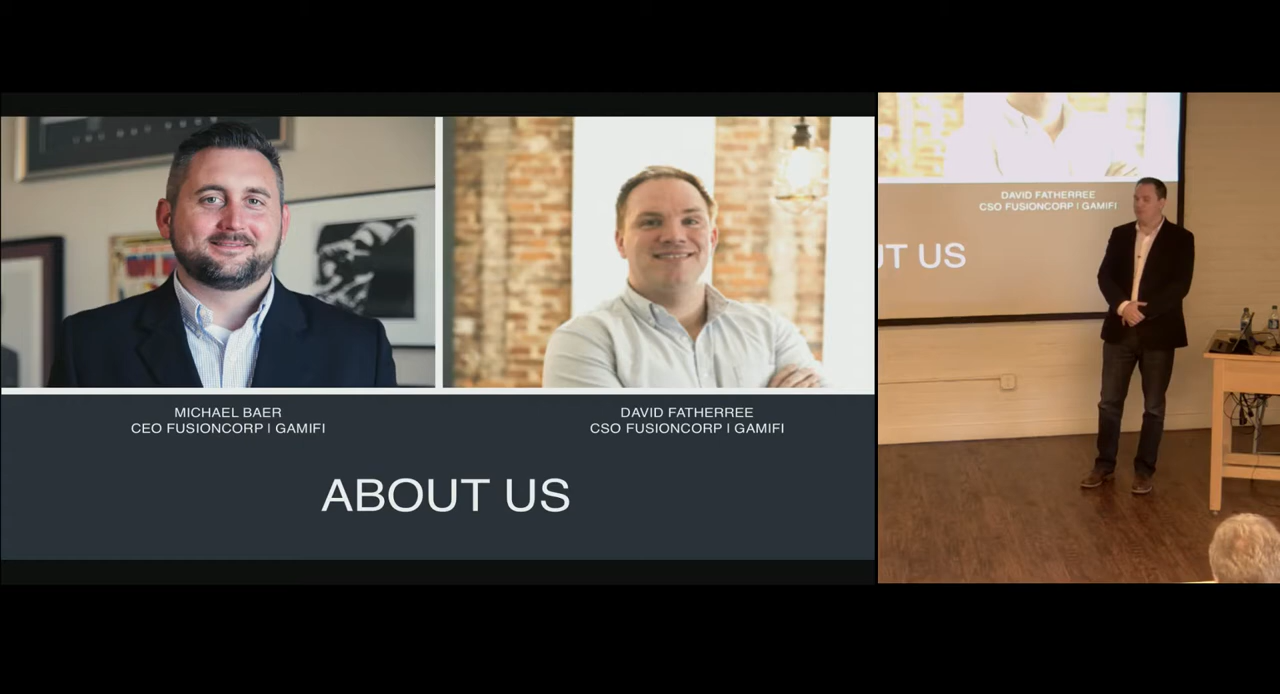 MICHAEL BAER
CEO FUSIONCORP | GAMIFI
DAVID FATHERREE
CSO FUSIONCORP | GAMIFI
ABOUT US
DAVID FATHERREE
CSO FUSIONCORP | GAMIFI
UT US